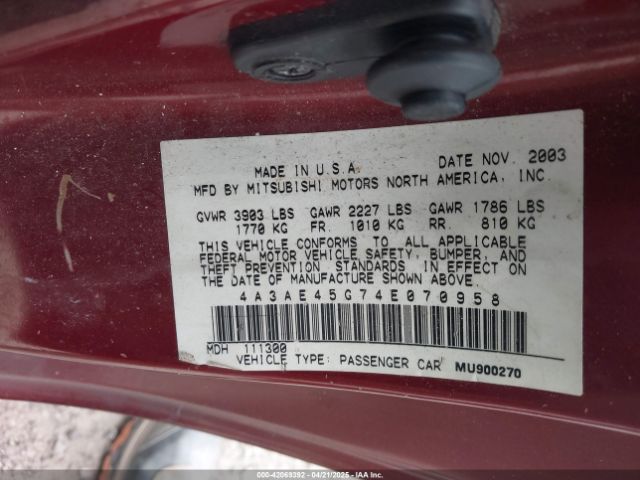 MADE IN U.S.A. DATE NOV. 2003
MFD BY MITSUBISHI MOTORS NORTH AMERICA, INC.
GVWR 3903 LBS GAWR 2227 LBS GAWR 1786 LBS
1770 KG FR. 1010 KG RR. 810 KG
THIS VEHICLE CONFORMS TO ALL APPLICABLE
FEDERAL MOTOR VEHICLE SAFETY, BUMPER, AND
THEFT PREVENTION STANDARDS IN EFFECT ON
THE DATE OF MANUFACTURE SHOWN ABOVE.
4A3AE45G74E070958
MDH 111300
VEHICLE TYPE: PASSENGER CAR MU900270
000-42069392 - 04/21/2025 - IAA Inc.